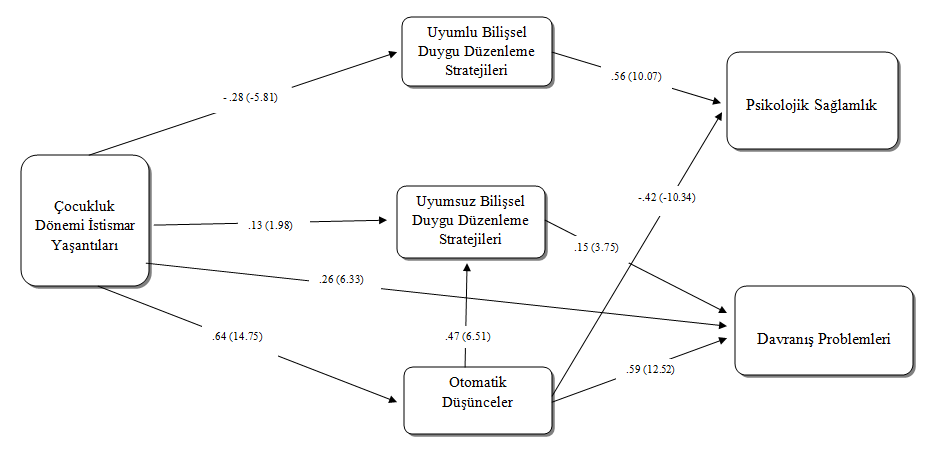 Uyumlu Bilişsel
Duygu Düzenleme
Stratejileri
.56 (10.07)
- .28 (-5.81)
Psikolojik Sağlamlık
Çocukluk
Dönemi İstismar
Yaşantıları
Uyumsuz Bilişsel
Duygu Düzenleme
Stratejileri
-.42 (-10.34)
.13 (1.98)
.15 (3.75)
.26 (6.33)
.64 (14.75)
.47 (6.51)
Davranış Problemleri
.59 (12.52)
Otomatik
Düşünceler